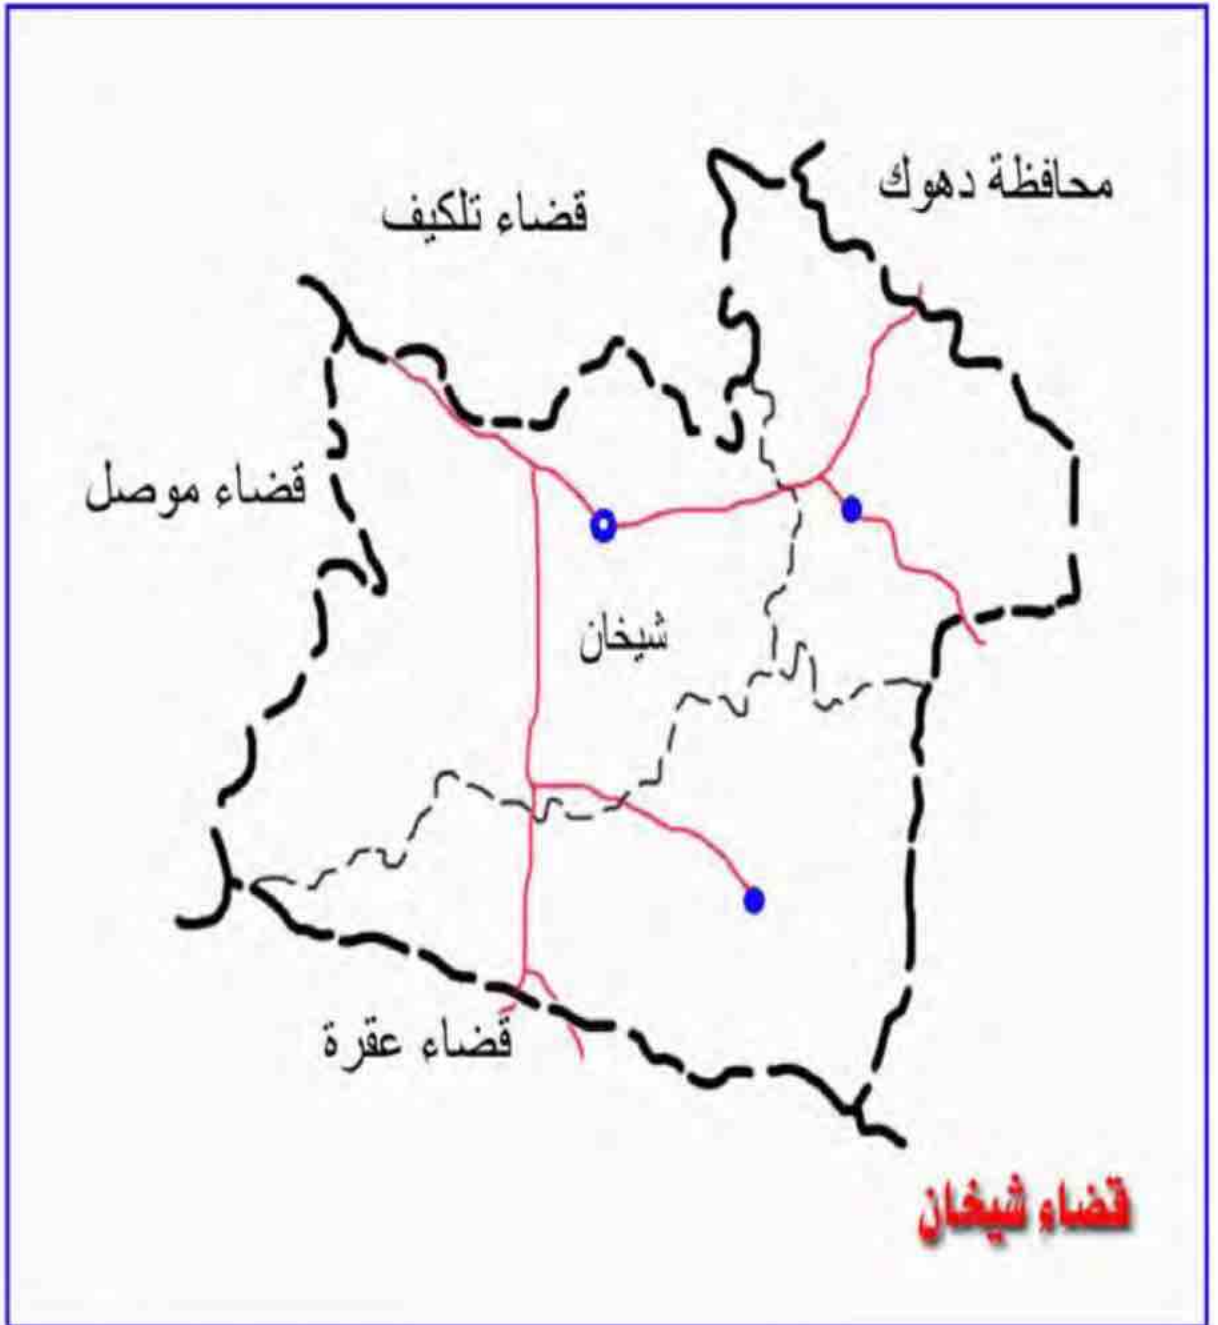 محافظة دهوك
قضاء تلكيف
قضاء موصل
شيخان
قضاء عقرة
قضاء شيخان